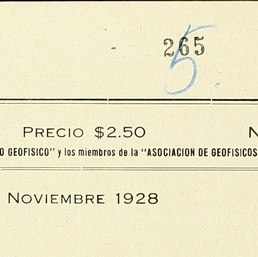 265
5.
PRECIO $2.50 N
O GEOFISICO" y los miembros de la "ASOCIACION DE GEOFISICOS
NOVIEMBRE 1928